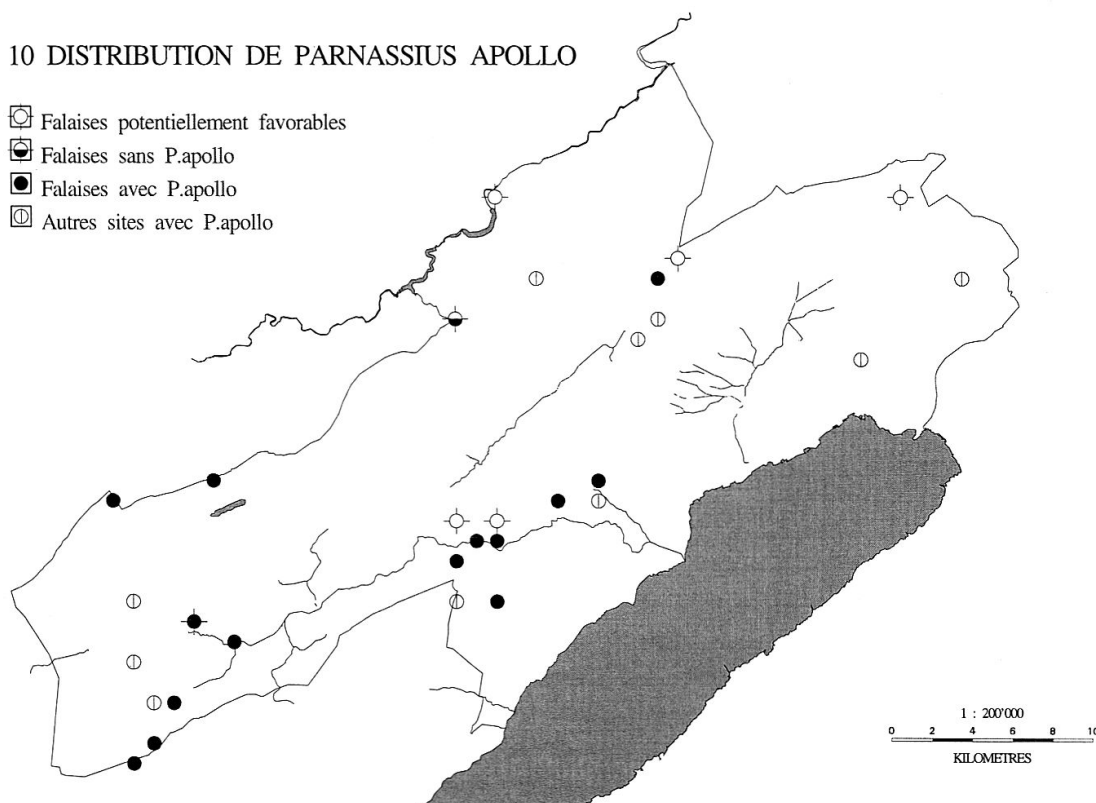 10 DISTRIBUTION DE PARNASSIUS APOLLO
Falaises potentiellement favorables
Falaises sans P.apollo
Falaises avec P.apollo
Autres sites avec P.apollo
1 : 200'000
0 2 4 6 8 10
KILOMETRES